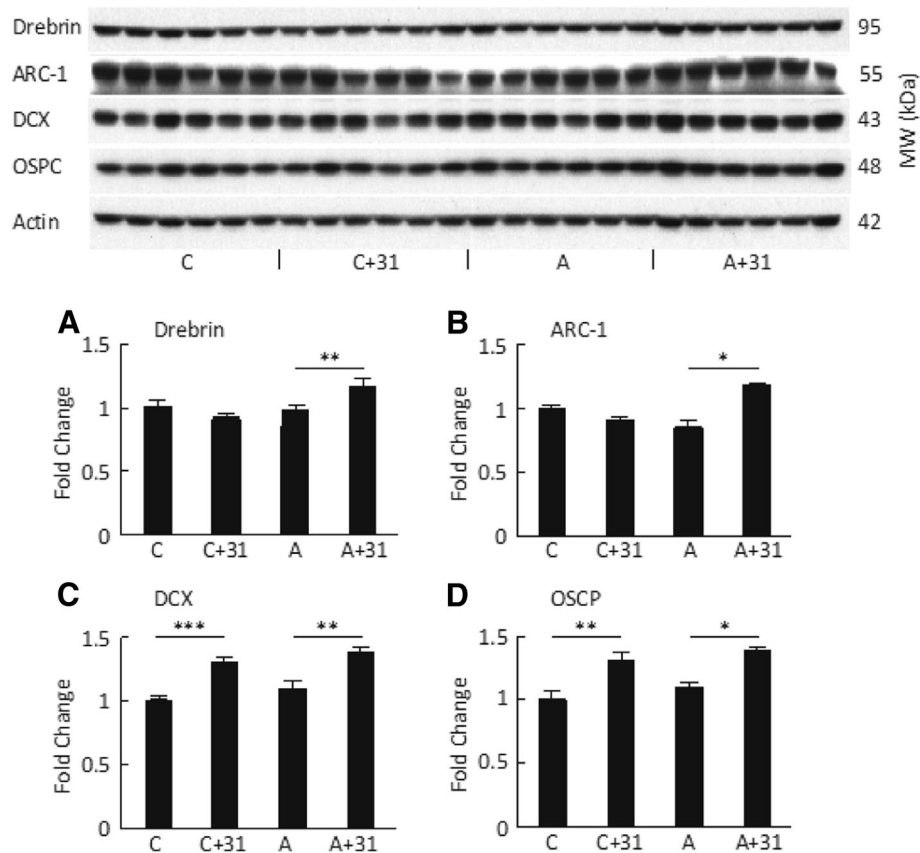 Drebrin 95
ARC-1 55
DCX 43
OSPC 48
Actin 42
MW (kDa)
C C+31 A A+31
A Drebrin
1.5
1
0.5
0
Fold Change
**
C C+31 A A+31
B ARC-1
1.5
1
0.5
0
Fold Change
*
C C+31 A A+31
C DCX
1.5
1
0.5
0
Fold Change
*** **
C C+31 A A+31
D OSCP
1.5
1
0.5
0
Fold Change
** *
C C+31 A A+31